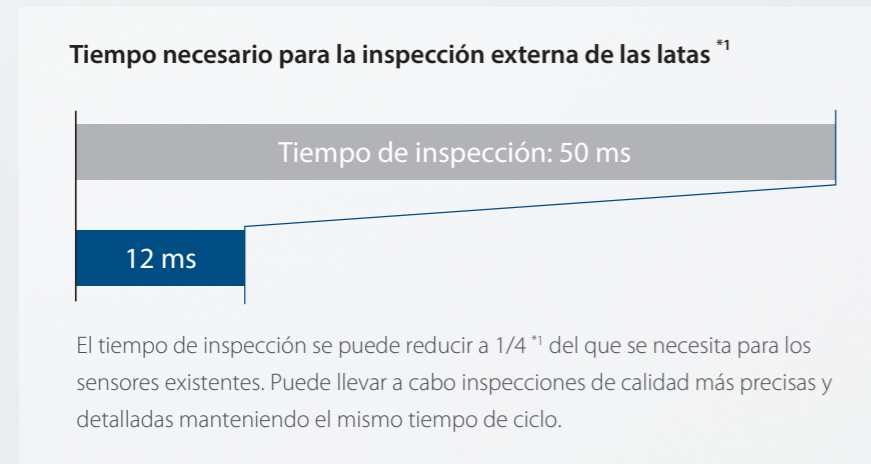 Tiempo necesario para la inspección externa de las latas *1
Tiempo de inspección: 50 ms
12 ms
El tiempo de inspección se puede reducir a 1/4 *1 del que se necesita para los
sensores existentes. Puede llevar a cabo inspecciones de calidad más precisas y
detalladas manteniendo el mismo tiempo de ciclo.